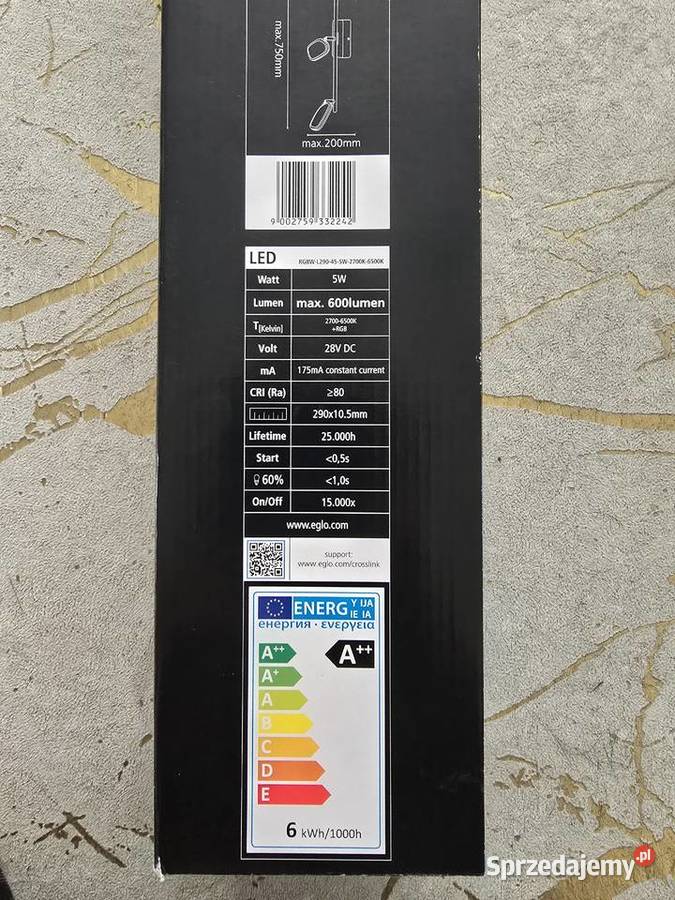 max.750mm
max.200mm
9 002759 332242
LED RGBW-L290-45-5W-2700K-6500K
Watt 5W
Lumen max. 600lumen
T[Kelvin] 2700-6500K
+RGB
Volt 28V DC
mA 175mA constant current
CRI (Ra) ≥80
290x10.5mm
Lifetime 25.000h
Start <0,5s
60% <1,0s
On/Off 15.000x
www.eglo.com
support:
www.eglo.com/crosslink
ENERG Y IJA
IE IA
енергия · ενεργεια
A++ A++
A+
A
B
C
D
E
6 kWh/1000h
Sprzedajemy.pl